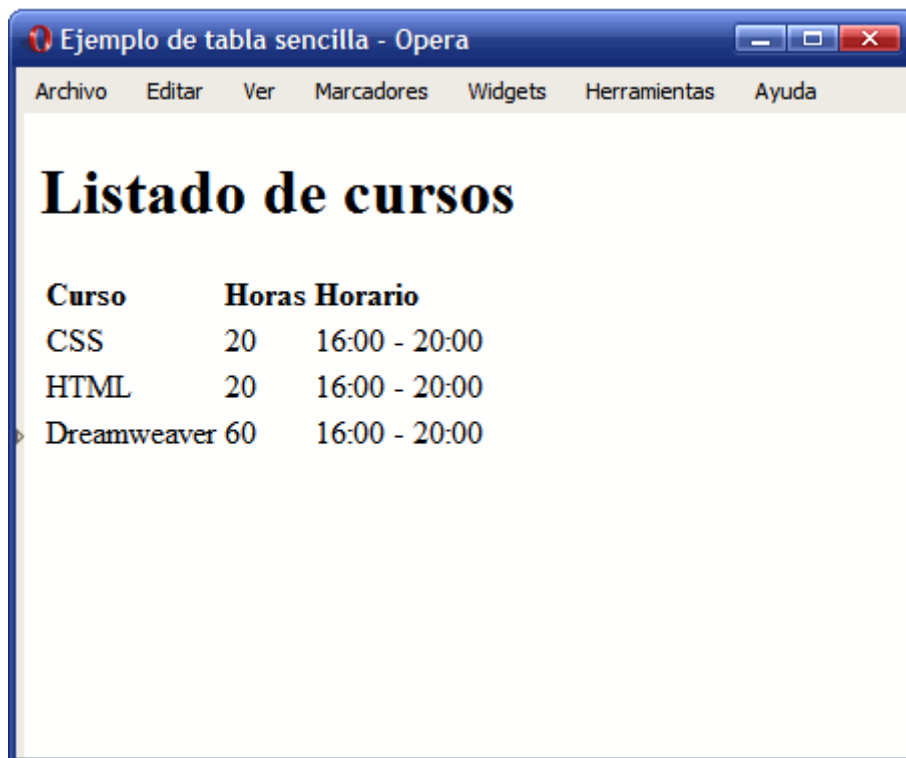 Ejemplo de tabla sencilla - Opera
Archivo Editar Ver Marcadores Widgets Herramientas Ayuda
Listado de cursos
Curso Horas Horario
CSS 20 16:00 - 20:00
HTML 20 16:00 - 20:00
Dreamweaver 60 16:00 - 20:00